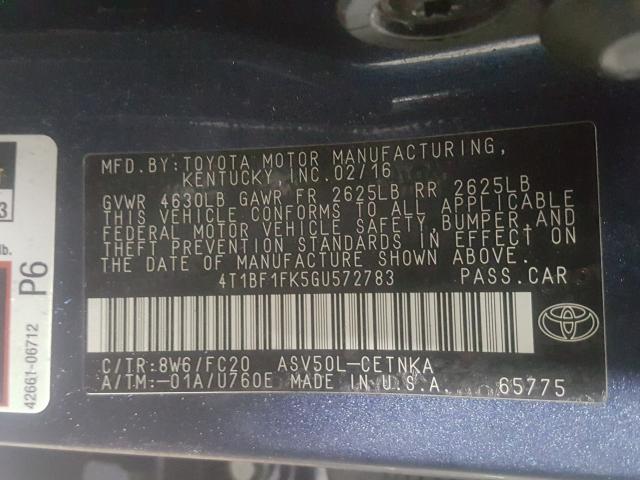 MFD. BY: TOYOTA MOTOR MANUFACTURING,
KENTUCKY, INC. 02/16
GVWR 4630LB GAWR FR 2625LB RR 2625LB
THIS VEHICLE CONFORMS TO ALL APPLICABLE
FEDERAL MOTOR VEHICLE SAFETY, BUMPER, AND
THEFT PREVENTION STANDARDS IN EFFECT ON
THE DATE OF MANUFACTURE SHOWN ABOVE.
4T1BF1FK5GU572783 PASS. CAR
C/TR: 8W6/FC20 ASV50L-CETNKA
A/TM: -01A/U760E MADE IN U.S.A. 65775
3
lb.
P6
42661-06712